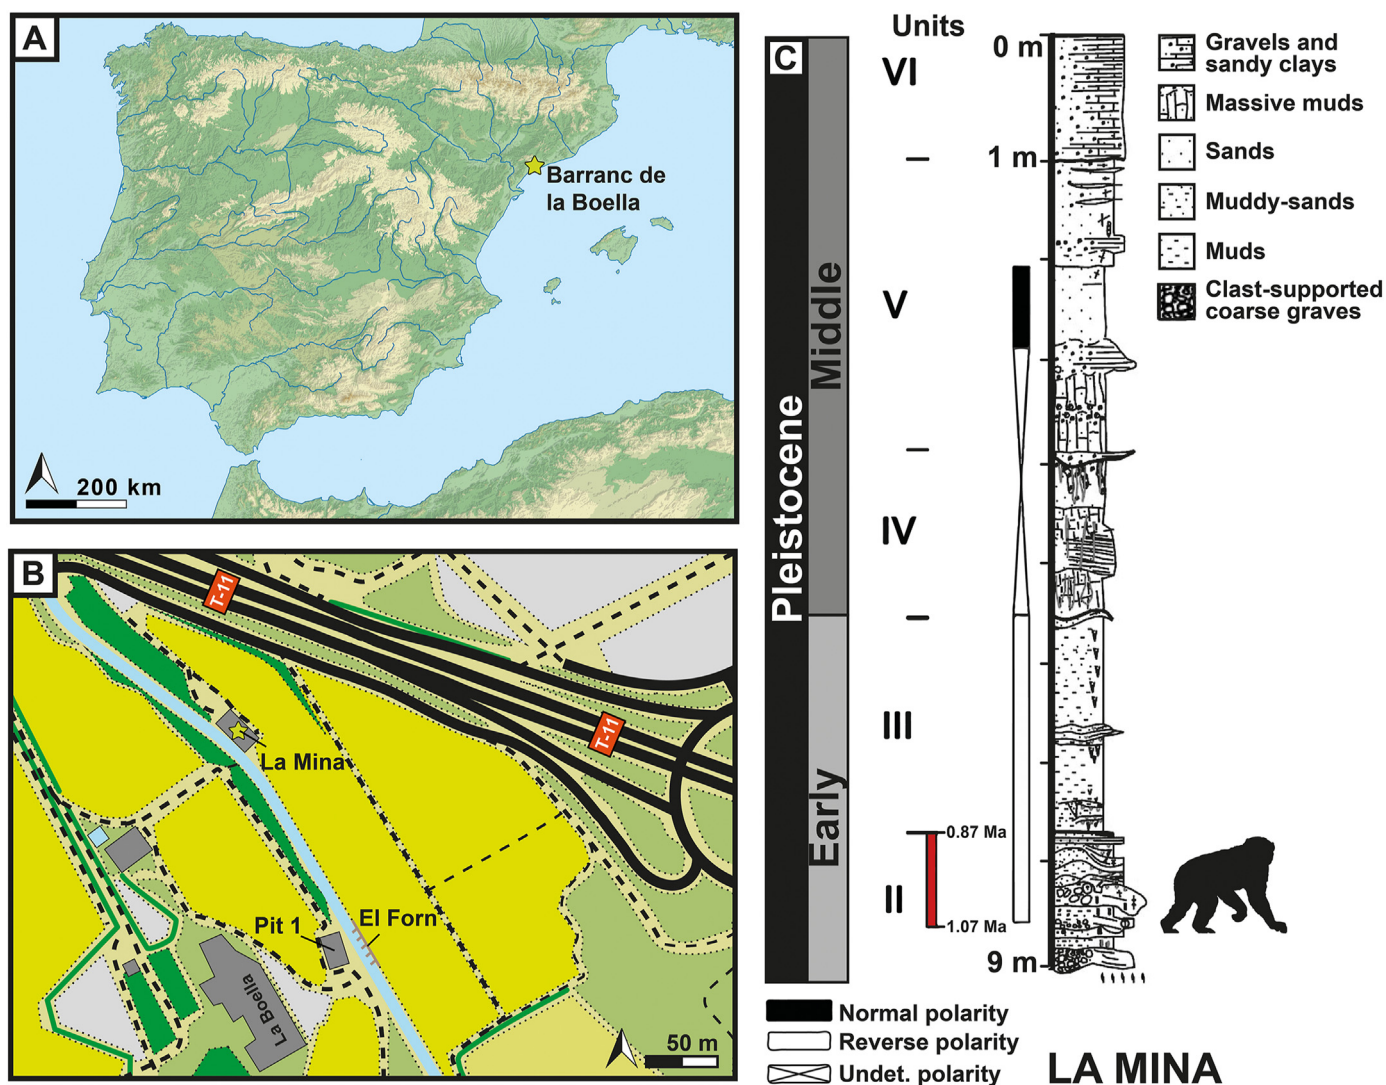 A
Barranc de
la Boella
200 km
B
T-11
T-11
La Mina
Pit 1
El Forn
La Boella
50 m
C
Pleistocene
Middle
Early
Units
VI
V
IV
III
II
0 m
1 m
9 m
0.87 Ma
1.07 Ma
Gravels and
sandy clays
Massive muds
Sands
Muddy-sands
Muds
Clast-supported
coarse graves
Normal polarity
Reverse polarity
Undet. polarity
LA MINA